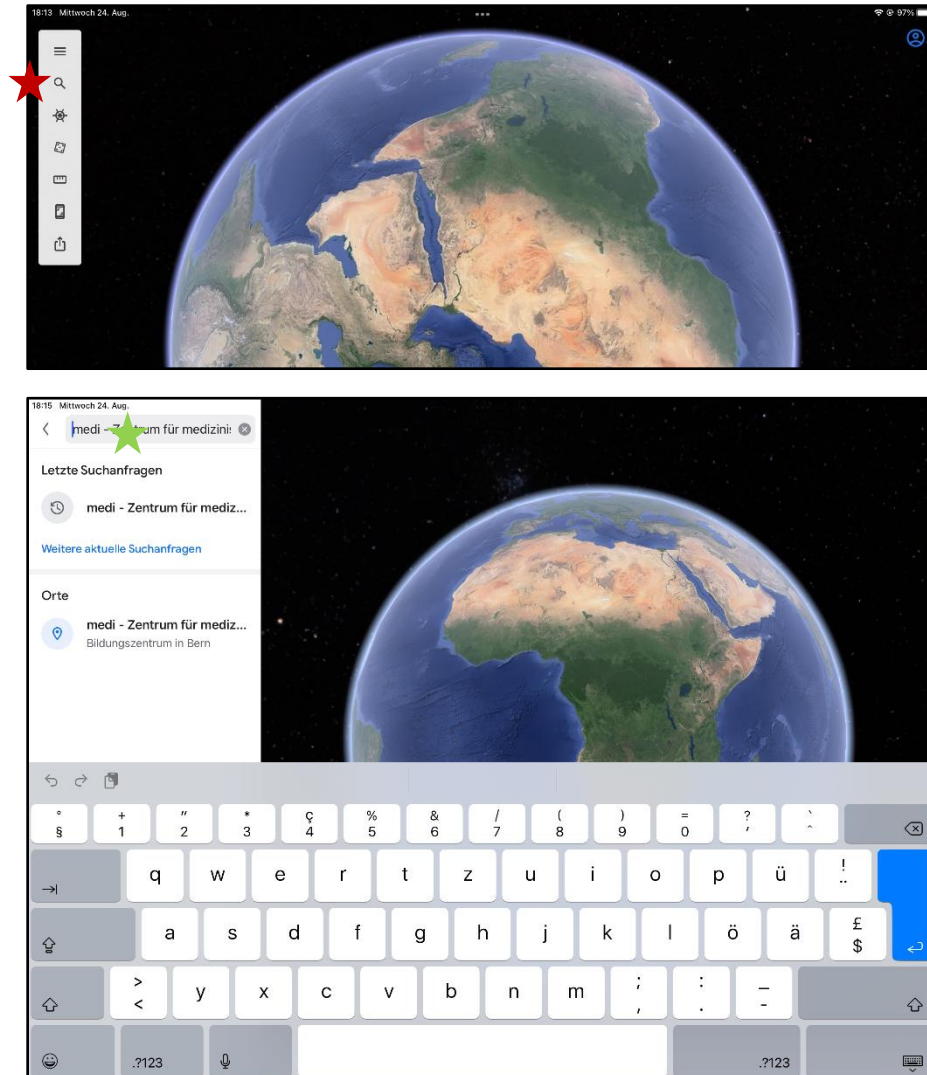 18:13 Mittwoch 24. Aug.
97%
18:15 Mittwoch 24. Aug.
medi - Zentrum für medizinis
Letzte Suchanfragen
medi - Zentrum für mediz...
Weitere aktuelle Suchanfragen
Orte
medi - Zentrum für mediz...
Bildungszentrum in Bern
° + " * ç % & / ( ) = ? `
§ 1 2 3 4 5 6 7 8 9 0 ' ^
q w e r t z u i o p ü ! ¨
a s d f g h j k l ö ä £ $
> < y x c v b n m ; , : . _ -
.?123 .?123